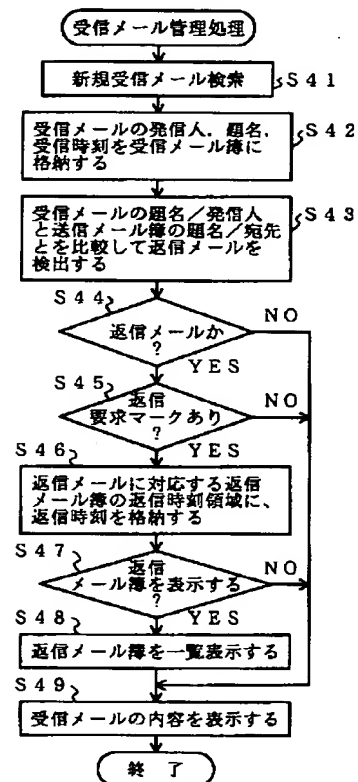 受信メール管理処理
新規受信メール検索
S41
受信メールの発信人、題名、
受信時刻を受信メール簿に
格納する
S42
受信メールの題名/発信人
と送信メール簿の題名/宛先
とを比較して返信メールを
検出する
S43
S44
返信メールか
?
NO
YES
S45
返信
要求マークあり
?
NO
YES
S46
返信メールに対応する返信
メール簿の返信時刻領域に、
返信時刻を格納する
S47
返信
メール簿を表示する
?
NO
YES
S48
返信メール簿を一覧表示する
S49
受信メールの内容を表示する
終了